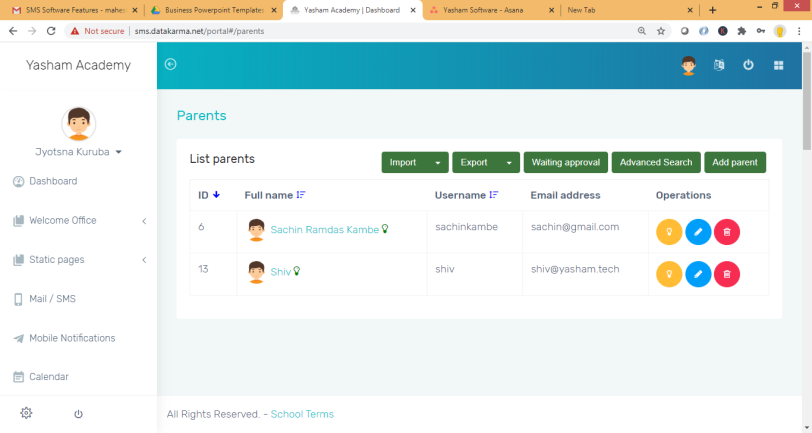 SMS Software Features - mahes
Business Powerpoint Templates
Yasham Academy | Dashboard
Yasham Software - Asana
New Tab
Not secure | sms.datakarma.net/portal#/parents
Yasham Academy
Jyotsna Kuruba
Dashboard
Welcome Office
Static pages
Mail / SMS
Mobile Notifications
Calendar
Parents
List parents
Import Export Waiting approval Advanced Search Add parent
ID Full name Username Email address Operations
6 Sachin Ramdas Kambe sachinkambe sachin@gmail.com
13 Shiv shiv shiv@yasham.tech
All Rights Reserved. - School Terms